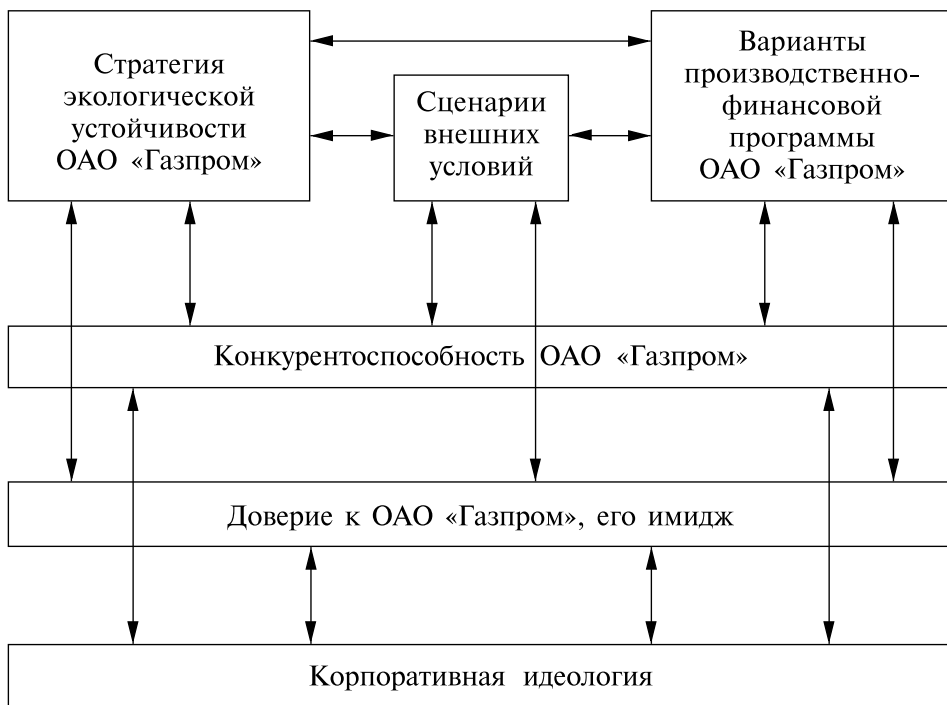 Стратегия
экологической
устойчивости
ОАО «Газпром»
Сценарии
внешних
условий
Варианты
производственно-
финансовой
программы
ОАО «Газпром»
Конкурентоспособность ОАО «Газпром»
Доверие к ОАО «Газпром», его имидж
Корпоративная идеология